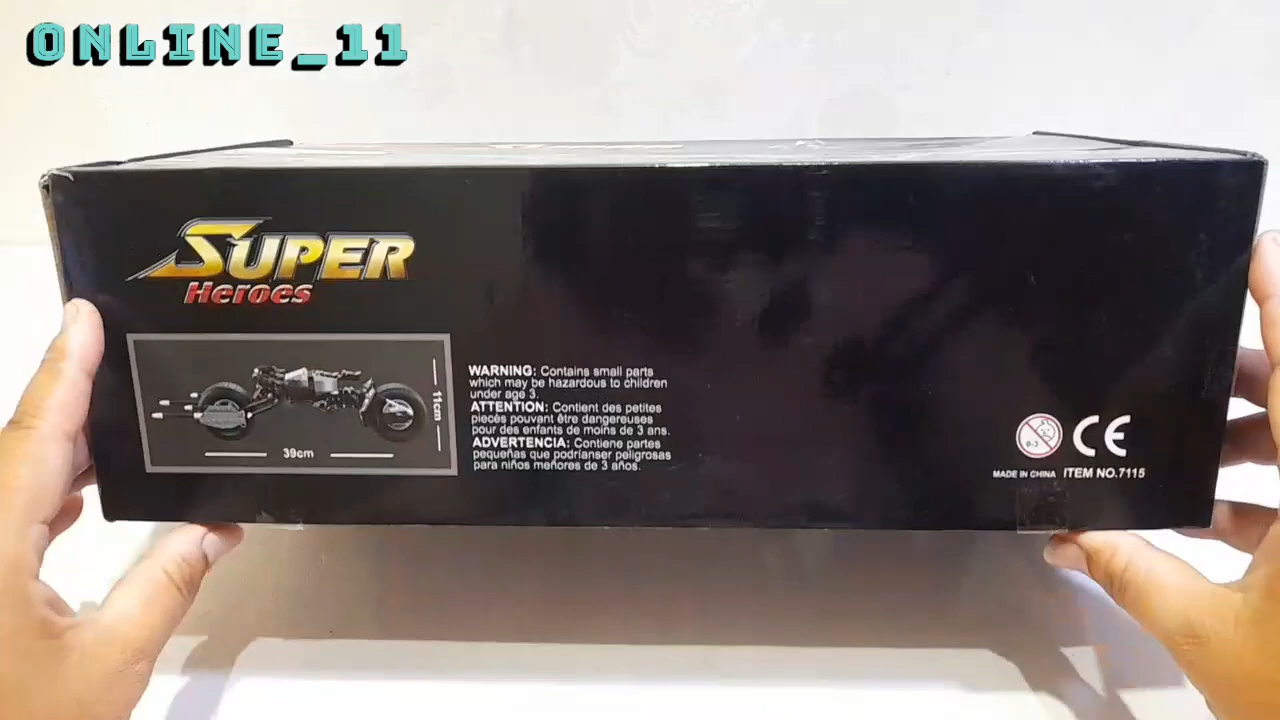 ONLINE_11
SUPER
Heroes
11cm
39cm
WARNING: Contains small parts
which may be hazardous to children
under age 3.
ATTENTION: Contient des petites
pieces pouvant être dangereuses
pour des enfants de moins de 3 ans.
ADVERTENCIA: Contiene partes
pequeñas que podrianser peligrosas
para niños meñores de 3 años.
0-3
CE
MADE IN CHINA ITEM NO.7115